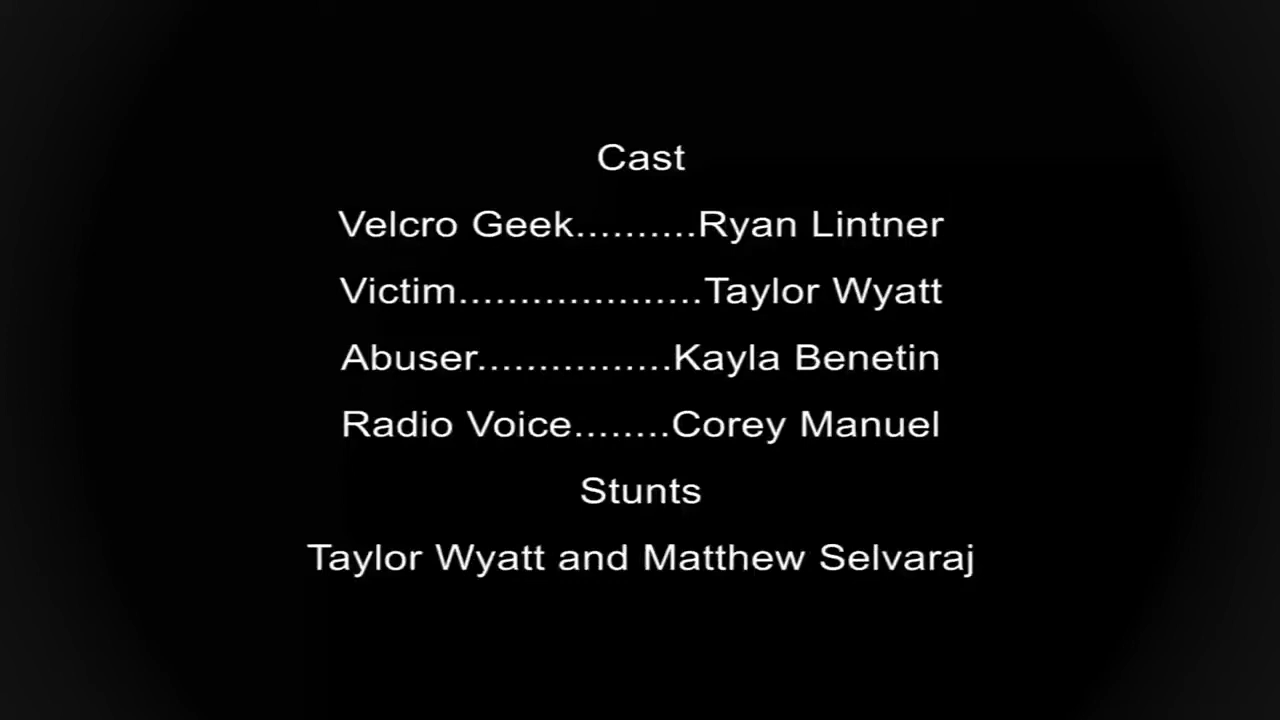 Cast
Velcro Geek..........Ryan Lintner
Victim....................Taylor Wyatt
Abuser................Kayla Benetin
Radio Voice........Corey Manuel
Stunts
Taylor Wyatt and Matthew Selvaraj